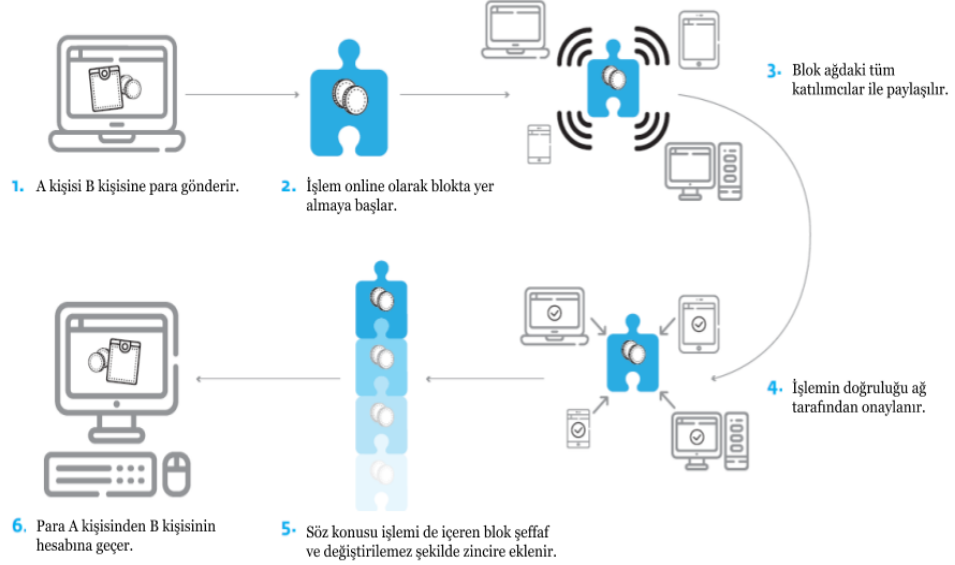 1. A kişisi B kişisine para gönderir.
2. İşlem online olarak blokta yer
almaya başlar.
3. Blok ağdaki tüm
katılımcılar ile paylaşılır.
4. İşlemin doğruluğu ağ
tarafından onaylanır.
5. Söz konusu işlemi de içeren blok şeffaf
ve değiştirilemez şekilde zincire eklenir.
6. Para A kişisinden B kişisinin
hesabına geçer.